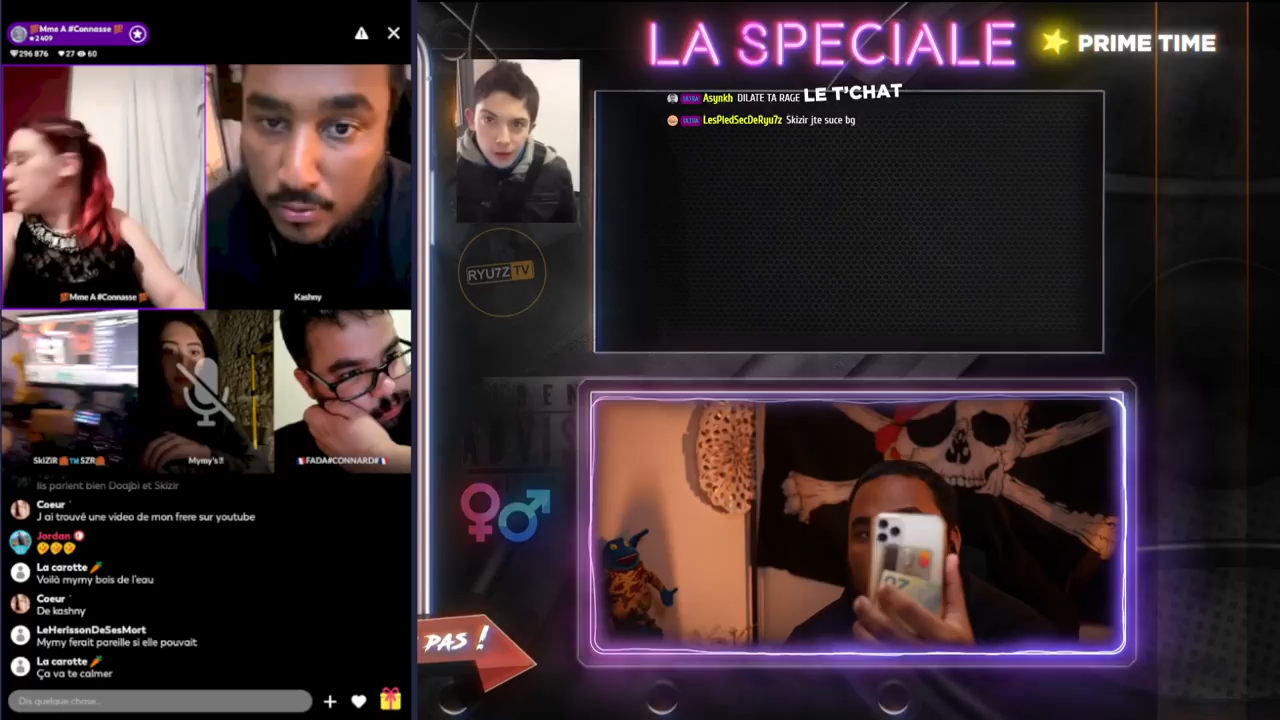 Mme A #Connasse
2 409
296 876 27 60
Mme A #Connasse
Kashny
SkiZiR TM SZR
Mymy's
FADA#CONNARD#
Ils parlent bien Doajbi et Skizir
Coeur
J ai trouvé une video de mon frere sur youtube
Jordan
La carotte
Voilà mymy bois de l'eau
Coeur
De kashny
LeHerissonDeSesMort
Mymy ferait pareille si elle pouvait
La carotte
Ça va te calmer
Dis quelque chose...
LA SPECIALE
PRIME TIME
LE T'CHAT
ULTRA Asynkh DILATE TA RAGE
ULTRA LesPIedSecDeRyu7z Skizir jte suce bg
RYU7Z TV
PAS !